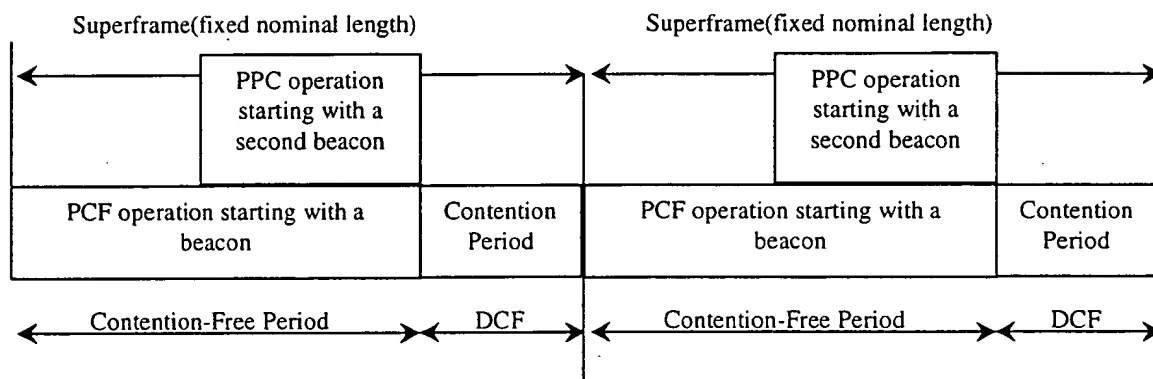 Superframe(fixed nominal length)
Superframe(fixed nominal length)
PPC operation
starting with a
second beacon
PPC operation
starting with a
second beacon
PCF operation starting with a
beacon
Contention
Period
PCF operation starting with a
beacon
Contention
Period
Contention-Free Period
DCF
Contention-Free Period
DCF